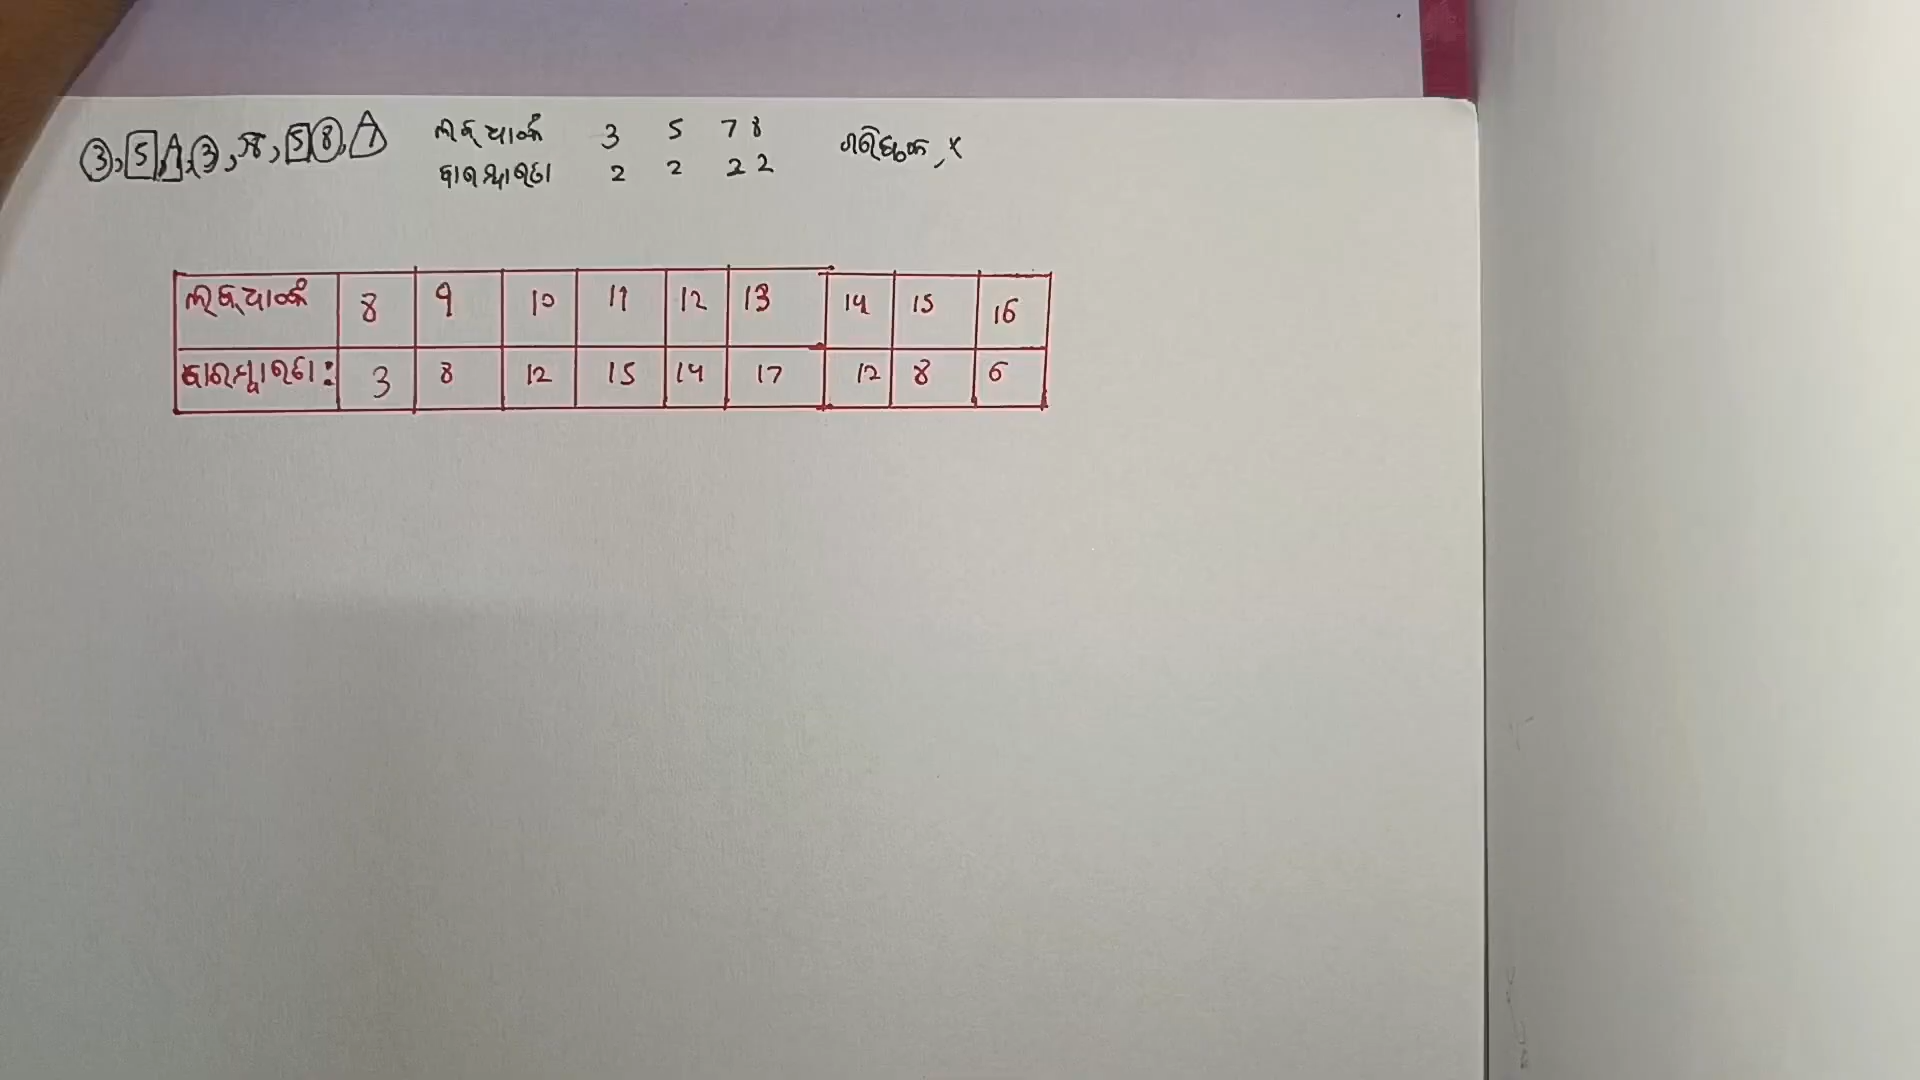 3, 5, 7, 3, 8, 5 8, 7
ଲବ୍ଧାଙ୍କ 3 5 7 8
ବାରମ୍ବାରତା 2 2 2 2
ଗରିଷ୍ଠକ, x
ଲବ୍ଧାଙ୍କ 8 9 10 11 12 13 14 15 16
ବାରମ୍ବାରତା: 3 8 12 15 14 17 12 8 6